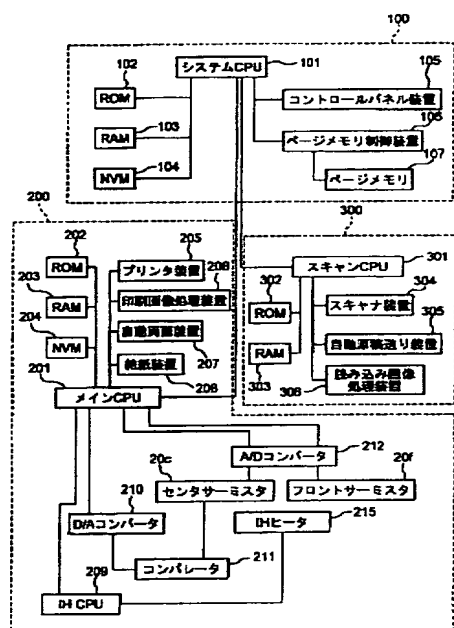 100
102
システムCPU
101
105
ROM
コントロールパネル装置
103
106
RAM
ページメモリ制御装置
104
107
NVM
ページメモリ
200
300
202
205
203
ROM
プリンタ装置
208
スキャンCPU
301
204
RAM
印刷画像処理装置
302
304
NVM
自動両面装置
ROM
スキャナ装置
305
201
207
給紙装置
RAM
自動原稿送り装置
206
303
読み込み画像
処理装置
306
メインCPU
A/Dコンバータ
212
20c
20f
210
センタサーミスタ
フロントサーミスタ
D/Aコンバータ
IHヒータ
215
209
コンパレータ
211
IH CPU